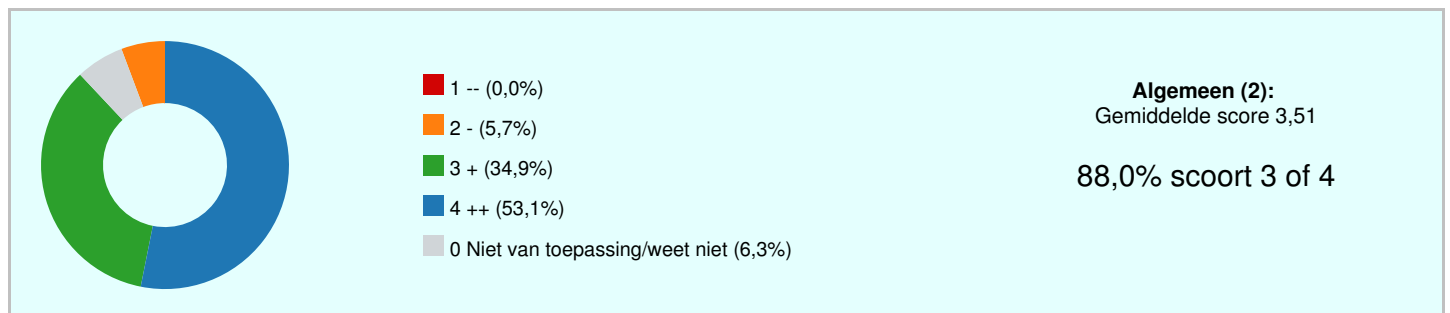 1 -- (0,0%)
2 - (5,7%)
3 + (34,9%)
4 ++ (53,1%)
0 Niet van toepassing/weet niet (6,3%)
Algemeen (2):
Gemiddelde score 3,51
88,0% scoort 3 of 4